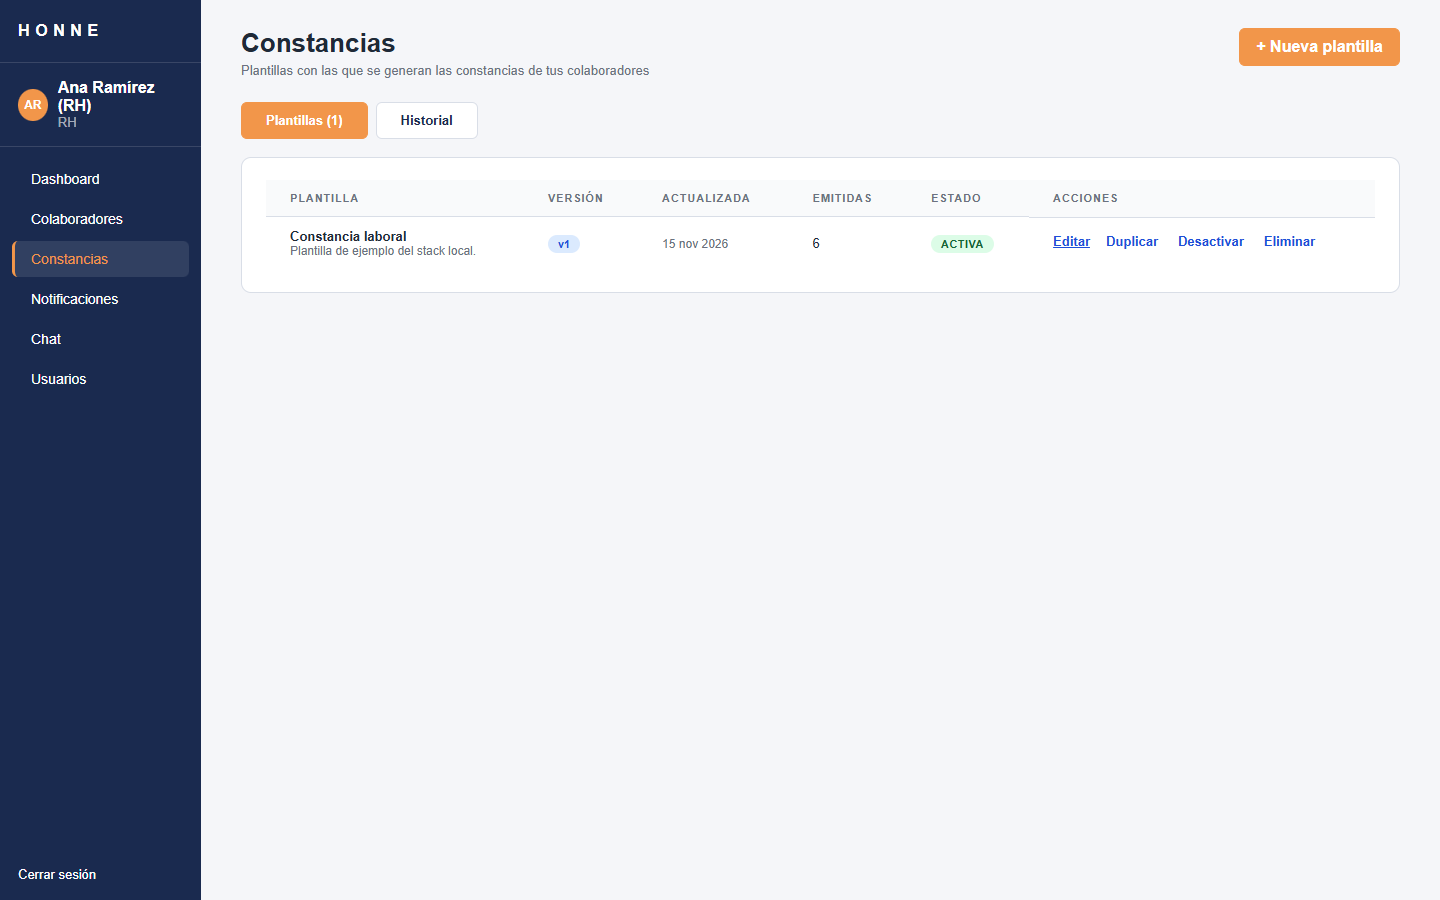 HONNE
AR
Ana Ramírez
(RH)
RH
Dashboard
Colaboradores
Constancias
Notificaciones
Chat
Usuarios
Cerrar sesión
Constancias
Plantillas con las que se generan las constancias de tus colaboradores
+ Nueva plantilla
Plantillas (1) Historial
PLANTILLA VERSIÓN ACTUALIZADA EMITIDAS ESTADO ACCIONES
Constancia laboral
Plantilla de ejemplo del stack local.
v1 15 nov 2026 6 ACTIVA Editar Duplicar Desactivar Eliminar